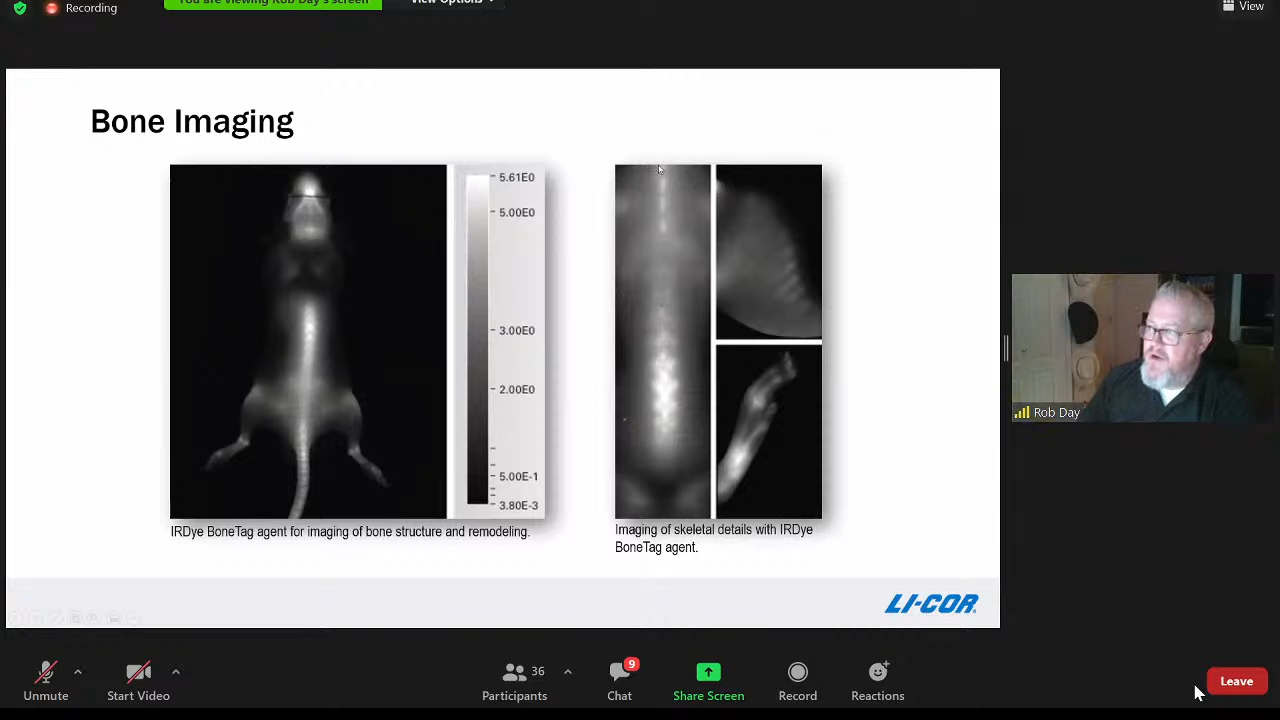 Recording
You are viewing Rob Day's screen
View Options
View
Bone Imaging
5.61E0
5.00E0
3.00E0
2.00E0
5.00E-1
3.80E-3
IRDye BoneTag agent for imaging of bone structure and remodeling.
Imaging of skeletal details with IRDye
BoneTag agent.
LI-COR
Rob Day
Unmute
Start Video
Participants
36
Chat
9
Share Screen
Record
Reactions
Leave